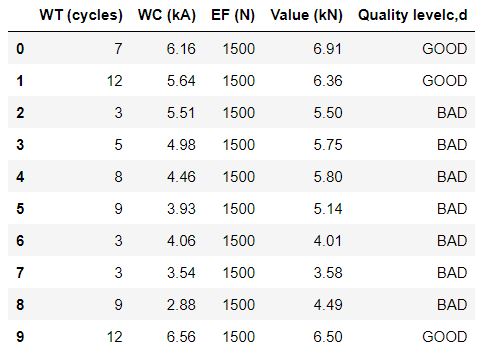 WT (cycles) WC (kA) EF (N) Value (kN) Quality levelc,d
0 7 6.16 1500 6.91 GOOD
1 12 5.64 1500 6.36 GOOD
2 3 5.51 1500 5.50 BAD
3 5 4.98 1500 5.75 BAD
4 8 4.46 1500 5.80 BAD
5 9 3.93 1500 5.14 BAD
6 3 4.06 1500 4.01 BAD
7 3 3.54 1500 3.58 BAD
8 9 2.88 1500 4.49 BAD
9 12 6.56 1500 6.50 GOOD